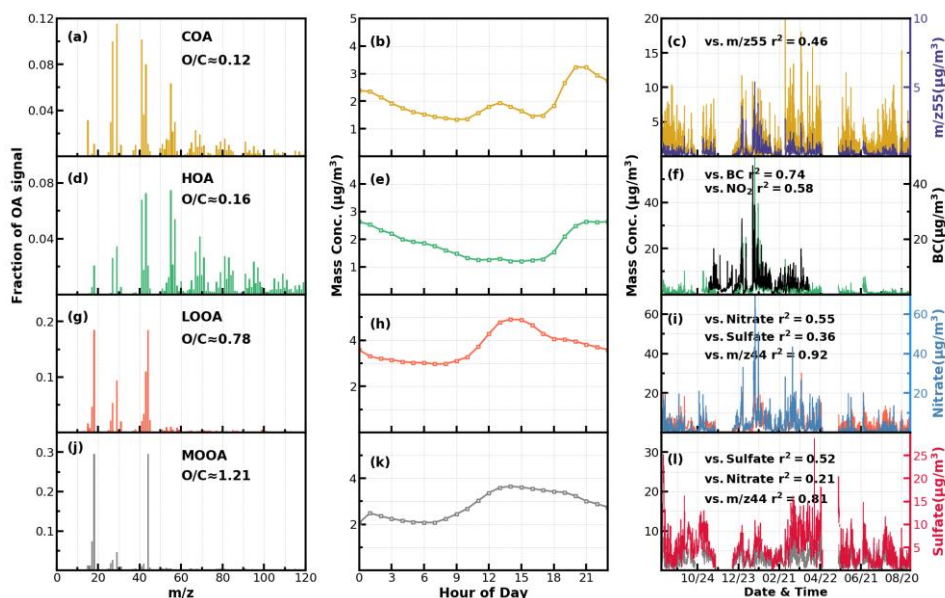 (a) COA
O/C≈0.12
0.12
0.08
0.04
(b)
5
4
3
2
1
(c) vs. m/z55 r² = 0.46
20
15
10
5
10
5
0
m/z55(μg/m³)
(d) HOA
O/C≈0.16
0.08
0.04
(e)
4
3
2
1
(f) vs. BC r² = 0.74
vs. NO₂ r² = 0.58
40
20
40
20
0
BC(μg/m³)
Fraction of OA signal
Mass Conc. (μg/m³)
Mass Conc. (μg/m³)
(g) LOOA
O/C≈0.78
0.2
0.1
(h)
4
2
(i) vs. Nitrate r² = 0.55
vs. Sulfate r² = 0.36
vs. m/z44 r² = 0.92
60
40
20
60
40
20
0
Nitrate(μg/m³)
(j) MOOA
O/C≈1.21
0.3
0.2
0.1
(k)
4
2
(l) vs. Sulfate r² = 0.52
vs. Nitrate r² = 0.21
vs. m/z44 r² = 0.81
30
20
10
25
20
15
10
5
Sulfate(μg/m³)
0 20 40 60 80 100 120
m/z
0 3 6 9 12 15 18 21
Hour of Day
10/24 12/23 02/21 04/22 06/21 08/20
Date & Time